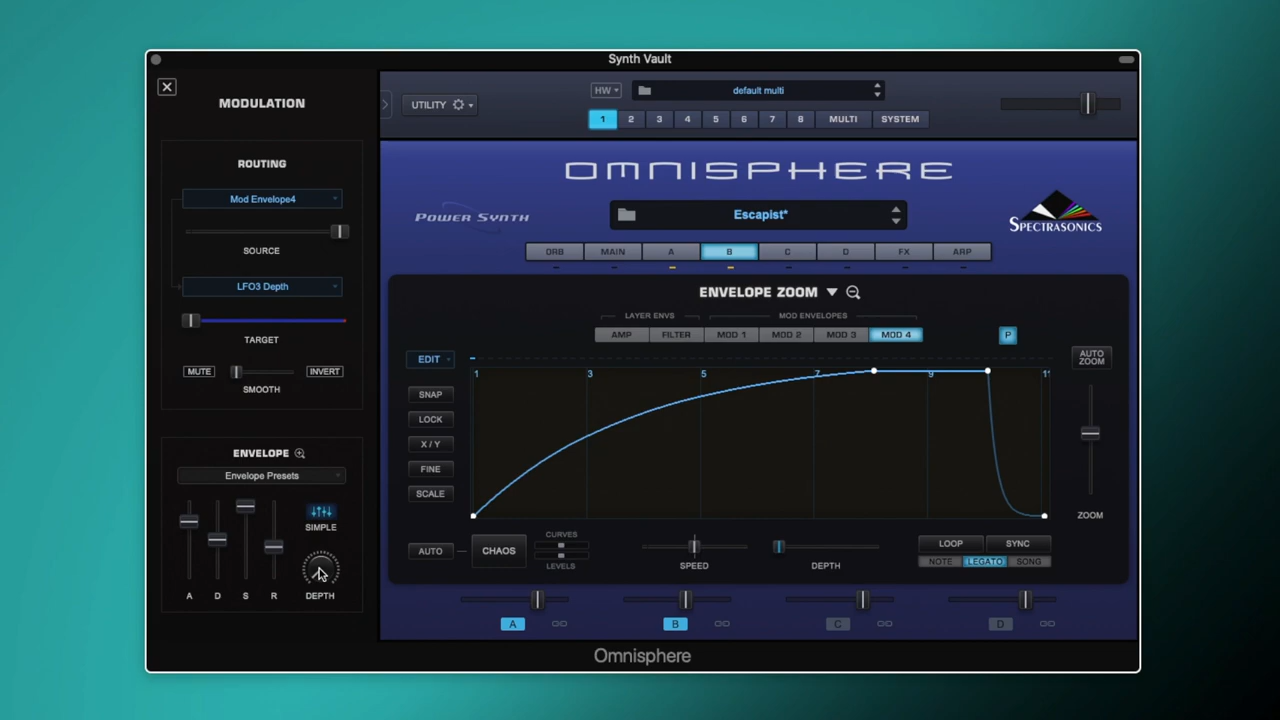 Synth Vault
MODULATION
ROUTING
Mod Envelope4
SOURCE
LFO3 Depth
TARGET
MUTE
INVERT
SMOOTH
ENVELOPE
Envelope Presets
SIMPLE
A D S R DEPTH
UTILITY
HW
default multi
1 2 3 4 5 6 7 8 MULTI SYSTEM
OMNISPHERE
POWER SYNTH
Escapist*
SPECTRASONICS
ORB MAIN A B C D FX ARP
ENVELOPE ZOOM
LAYER ENVS MOD ENVELOPES
AMP FILTER MOD 1 MOD 2 MOD 3 MOD 4
P
EDIT
AUTO
ZOOM
1 3 5 7 9 11
SNAP
LOCK
X / Y
FINE
SCALE
ZOOM
AUTO
CHAOS
CURVES
LEVELS
SPEED
DEPTH
LOOP SYNC
NOTE LEGATO SONG
A B C D
Omnisphere